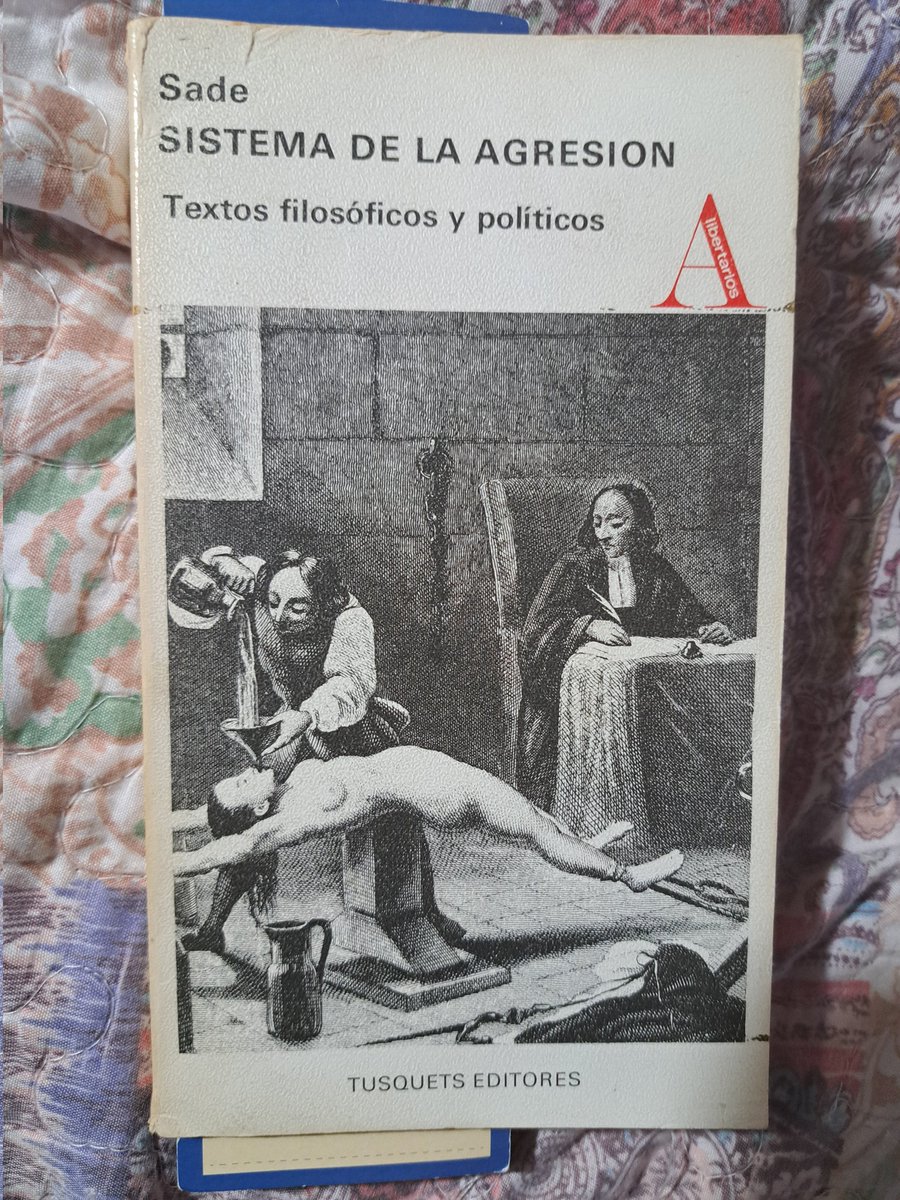 Sade
SISTEMA DE LA AGRESION
Textos filosóficos y políticos
A
libertarios
TUSQUETS EDITORES